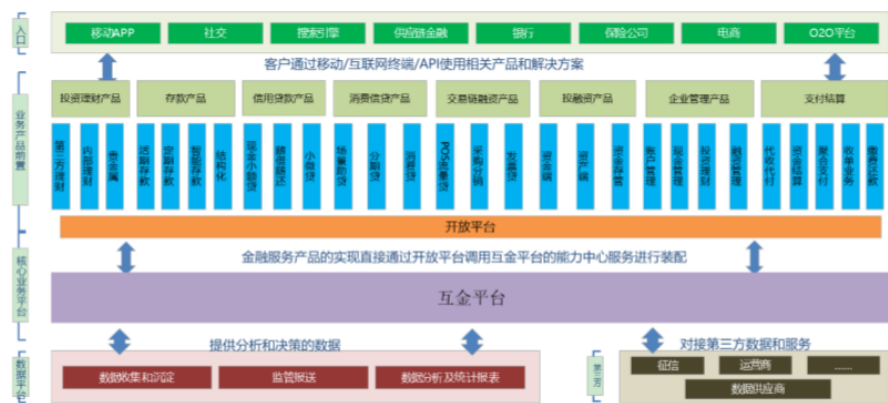 入口
移动APP
社交
搜索引擎
供应链金融
银行
保险公司
电商
O2O平台
客户通过移动/互联网终端/API使用相关产品和解决方案
业务产品前置
投资理财产品
存款产品
信用贷款产品
消费信贷产品
交易链融资产品
投融资产品
企业管理产品
支付结算
第三方理财
内部理财
贵金属
活期存款
定期存款
智能存款
结构化
现金小额贷
随借随还
小微贷
场景助贷
分期贷
消费贷
POS流量贷
采购分销
发票贷
资金端
资产端
资金存管
账户管理
现金管理
投资理财
融资管理
代收代付
资金结算
聚合支付
收单业务
缴费还款
开放平台
核心业务平台
金融服务产品的实现直接通过开放平台调用互金平台的能力中心服务进行装配
互金平台
提供分析和决策的数据
对接第三方数据和服务
数据平台
数据收集和沉淀
监管报送
数据分析及统计报表
第三方
征信
运营商
......
数据供应商